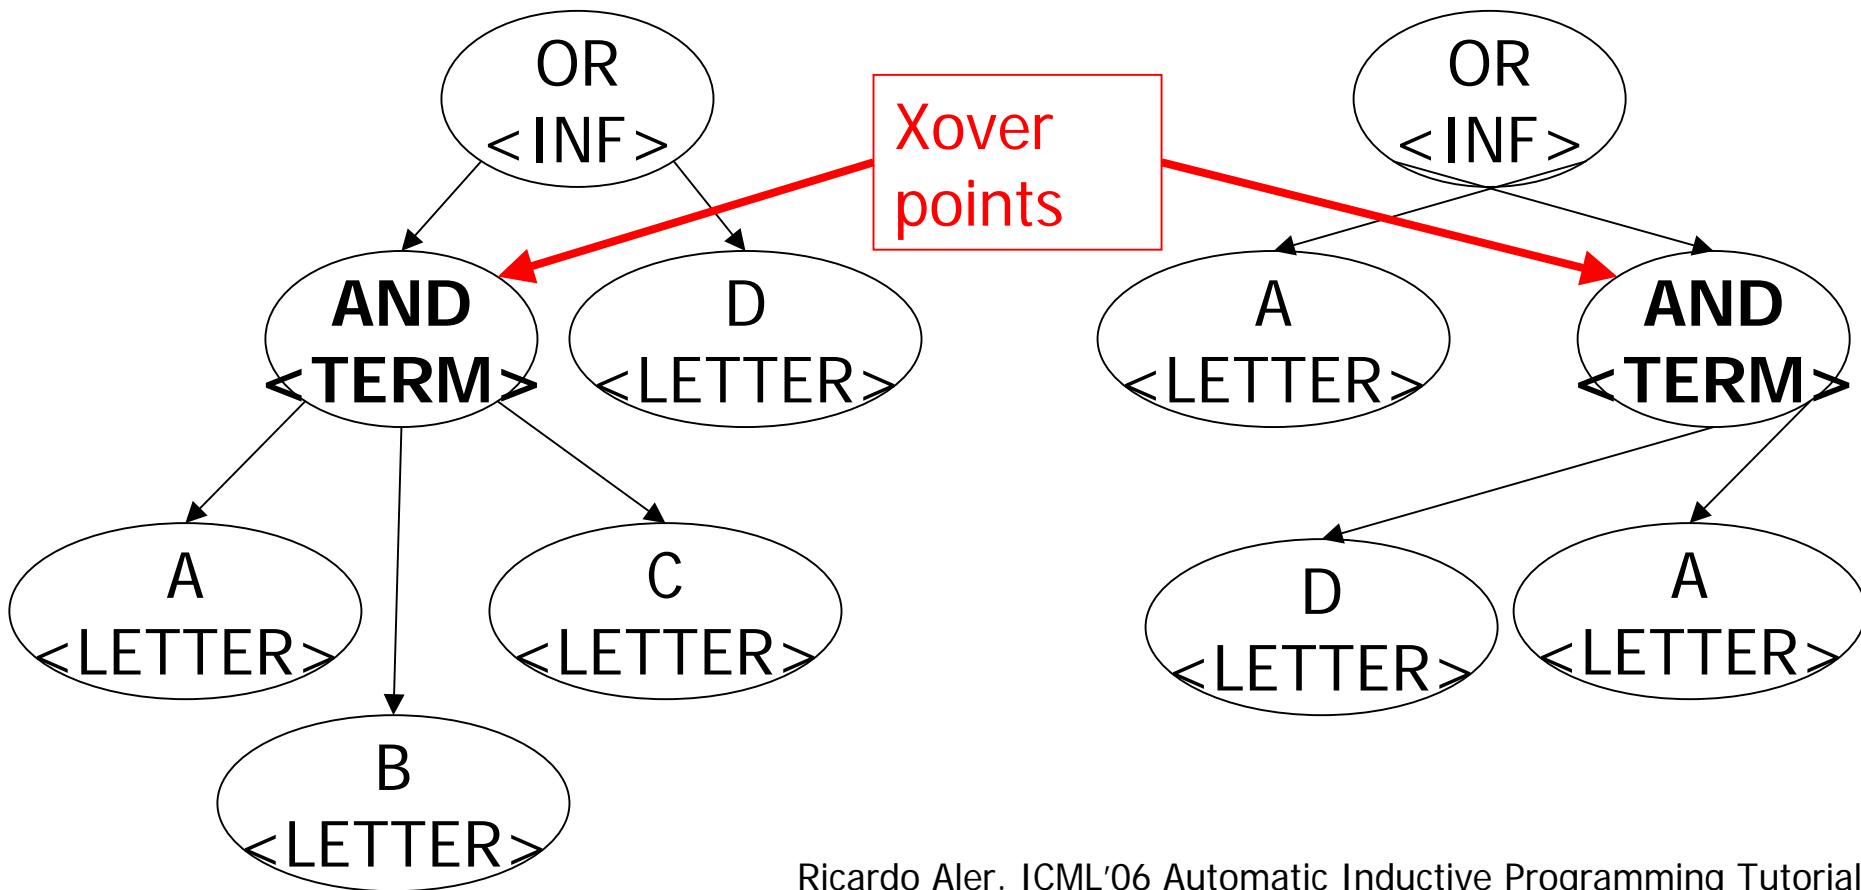 OR
<INF>
Xover
points
OR
<INF>
AND
<TERM>
D
<LETTER>
A
<LETTER>
AND
<TERM>
A
<LETTER>
B
<LETTER>
C
<LETTER>
D
<LETTER>
A
<LETTER>
Ricardo Aler. ICML'06 Automatic Inductive Programming Tutorial